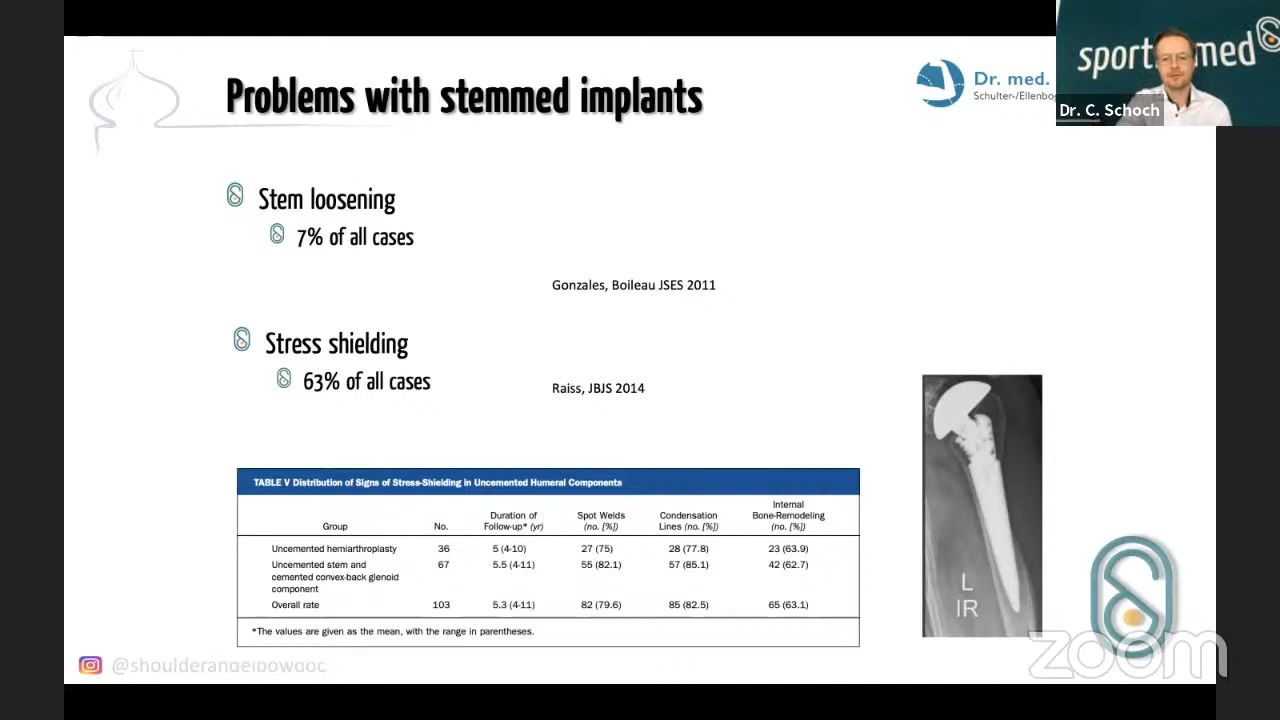 Problems with stemmed implants
Dr. med.
Schulter-/Ellenbog
sport med
Dr. C. Schoch
Stem loosening
7% of all cases
Gonzales, Boileau JSES 2011
Stress shielding
63% of all cases
Raiss, JBJS 2014
TABLE V Distribution of Signs of Stress-Shielding in Uncemented Humeral Components
Group No. Duration of Follow-up* (yr) Spot Welds (no. [%]) Condensation Lines (no. [%]) Internal Bone-Remodeling (no. [%])
Uncemented hemiarthroplasty 36 5 (4-10) 27 (75) 28 (77.8) 23 (63.9)
Uncemented stem and cemented convex-back glenoid component 67 5.5 (4-11) 55 (82.1) 57 (85.1) 42 (62.7)
Overall rate 103 5.3 (4-11) 82 (79.6) 85 (82.5) 65 (63.1)
*The values are given as the mean, with the range in parentheses.
L
IR
zoom